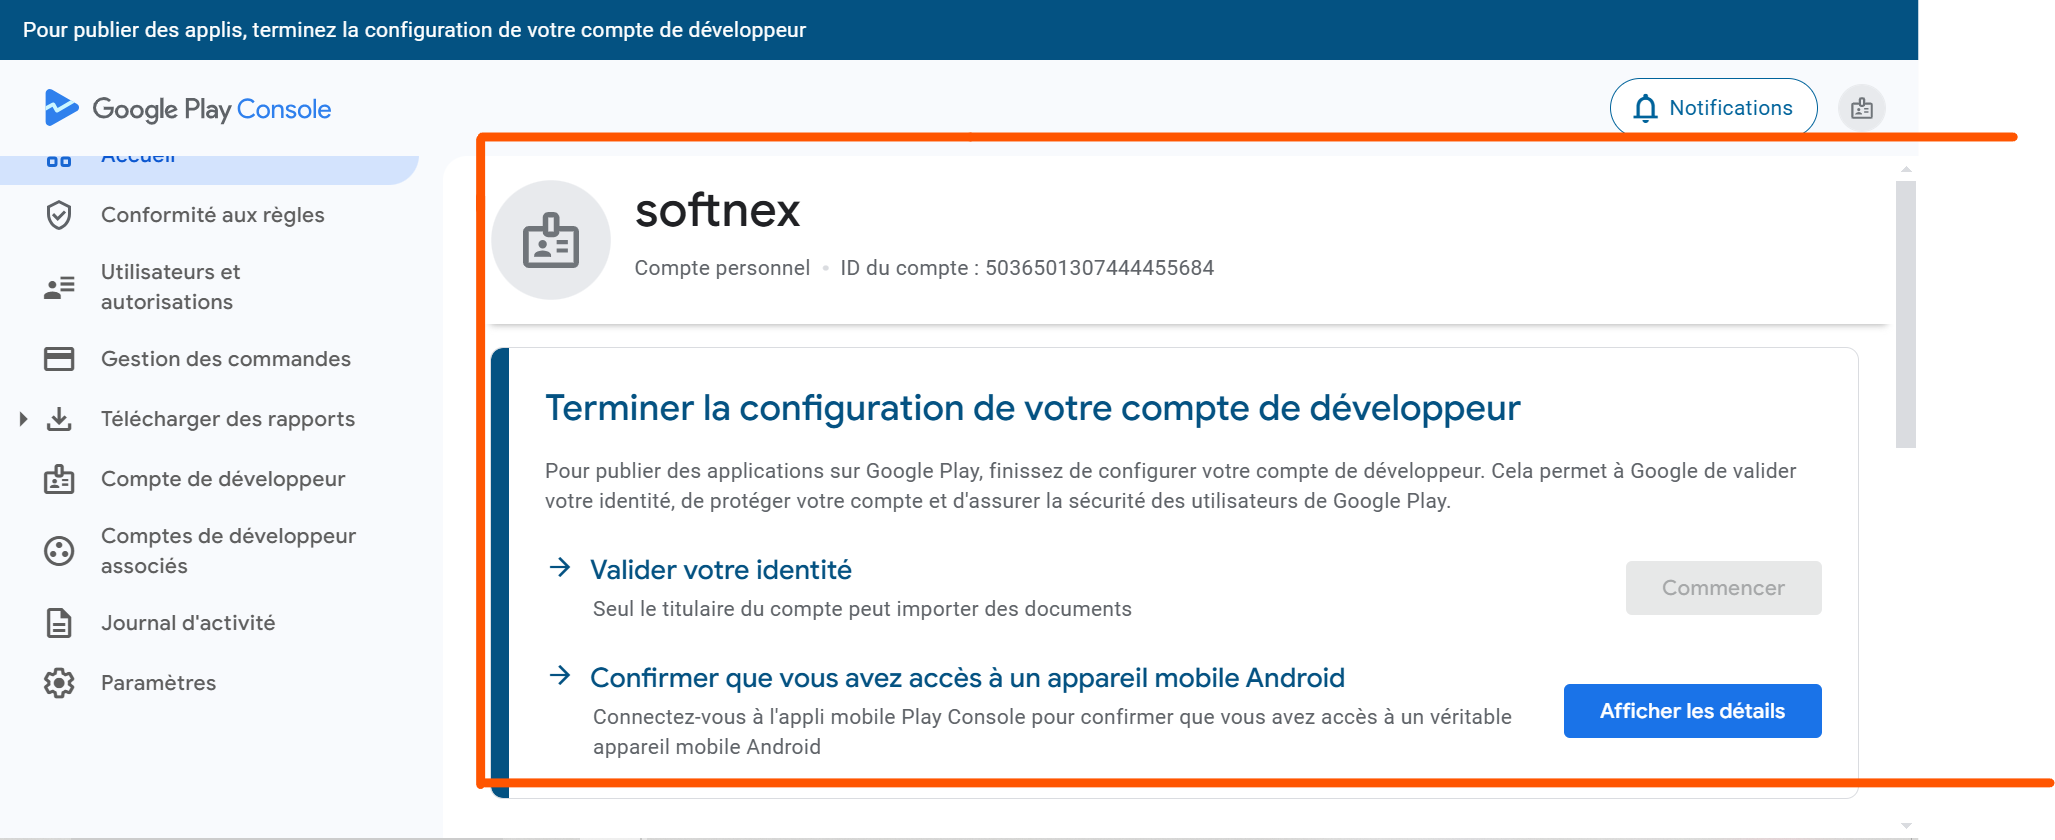 Pour publier des applis, terminez la configuration de votre compte de développeur
Google Play Console
Notifications
Accueil
Conformité aux règles
Utilisateurs et
autorisations
Gestion des commandes
Télécharger des rapports
Compte de développeur
Comptes de développeur
associés
Journal d'activité
Paramètres
softnex
Compte personnel • ID du compte : 5036501307444455684
Terminer la configuration de votre compte de développeur
Pour publier des applications sur Google Play, finissez de configurer votre compte de développeur. Cela permet à Google de valider
votre identité, de protéger votre compte et d'assurer la sécurité des utilisateurs de Google Play.
Valider votre identité
Seul le titulaire du compte peut importer des documents
Commencer
Confirmer que vous avez accès à un appareil mobile Android
Connectez-vous à l'appli mobile Play Console pour confirmer que vous avez accès à un véritable
appareil mobile Android
Afficher les détails